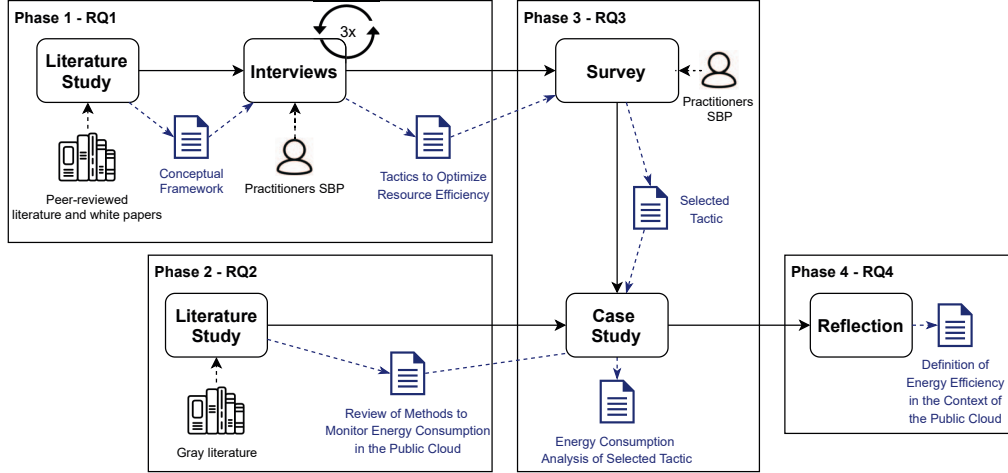 Phase 1 - RQ1
Literature
Study
Interviews
3x
Conceptual
Framework
Practitioners SBP
Tactics to Optimize
Resource Efficiency
Peer-reviewed
literature and white papers
Phase 3 - RQ3
Survey
Practitioners
SBP
Selected
Tactic
Phase 2 - RQ2
Literature
Study
Gray literature
Review of Methods to
Monitor Energy Consumption
in the Public Cloud
Case
Study
Energy Consumption
Analysis of Selected Tactic
Phase 4 - RQ4
Reflection
Definition of
Energy Efficiency
in the Context of
the Public Cloud